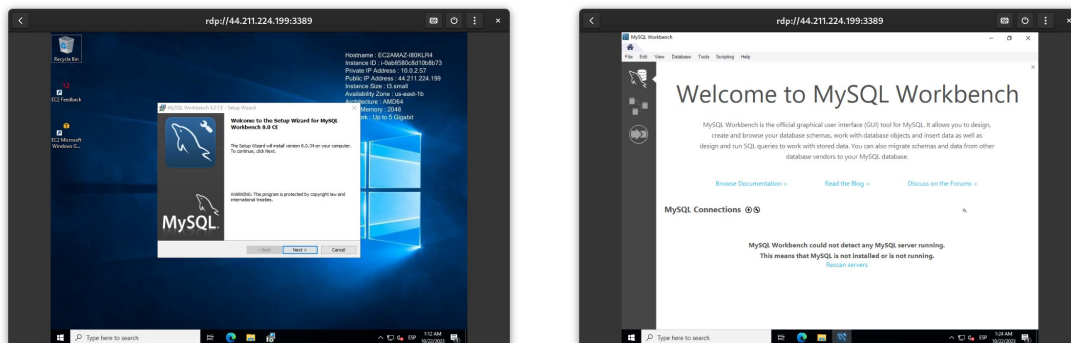 rdp://44.211.224.199:3389
Recycle Bin
EC2 Feedback
EC2 Microsoft
Windows G...
Hostname : EC2AMAZ-I80KLR4
Instance ID : i-0ab8580c8d10b8b73
Private IP Address : 10.0.2.57
Public IP Address : 44.211.224.199
Instance Size : t3.small
Availability Zone : us-east-1b
Architecture : AMD64
Memory : 2048
: Up to 5 Gigabit
MySQL Workbench 8.0 CE - Setup Wizard
Welcome to the Setup Wizard for MySQL
Workbench 8.0 CE
The Setup Wizard will install version 8.0.34 on your computer.
To continue, click Next.
WARNING: This program is protected by copyright law and
international treaties.
MySQL
< Back
Next >
Cancel
Type here to search
ESP
1:12 AM
10/22/2023
rdp://44.211.224.199:3389
MySQL Workbench
File Edit View Database Tools Scripting Help
Welcome to MySQL Workbench
MySQL Workbench is the official graphical user interface (GUI) tool for MySQL. It allows you to design,
create and browse your database schemas, work with database objects and insert data as well as
design and run SQL queries to work with stored data. You can also migrate schemas and data from other
database vendors to your MySQL database.
Browse Documentation >
Read the Blog >
Discuss on the Forums >
MySQL Connections
MySQL Workbench could not detect any MySQL server running.
This means that MySQL is not installed or is not running.
Rescan servers
Type here to search
ESP
1:24 AM
10/22/2023